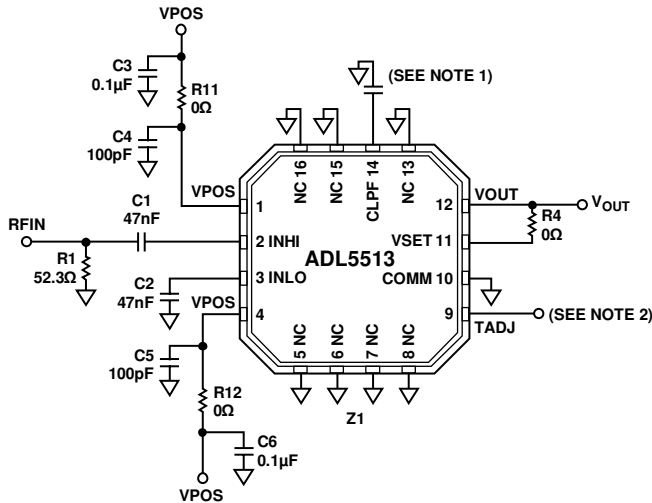 VPOS
C3
0.1µF
R11
0Ω
(SEE NOTE 1)
C4
100pF
NC 16
NC 15
CLPF 14
NC 13
VPOS
1
12
VOUT
VOUT
C1
47nF
RFIN
2 INHI
VSET 11
R4
0Ω
R1
52.3Ω
ADL5513
C2
47nF
3 INLO
COMM 10
VPOS
4
9
TADJ
(SEE NOTE 2)
C5
100pF
5 NC
6 NC
7 NC
8 NC
R12
0Ω
Z1
C6
0.1µF
VPOS